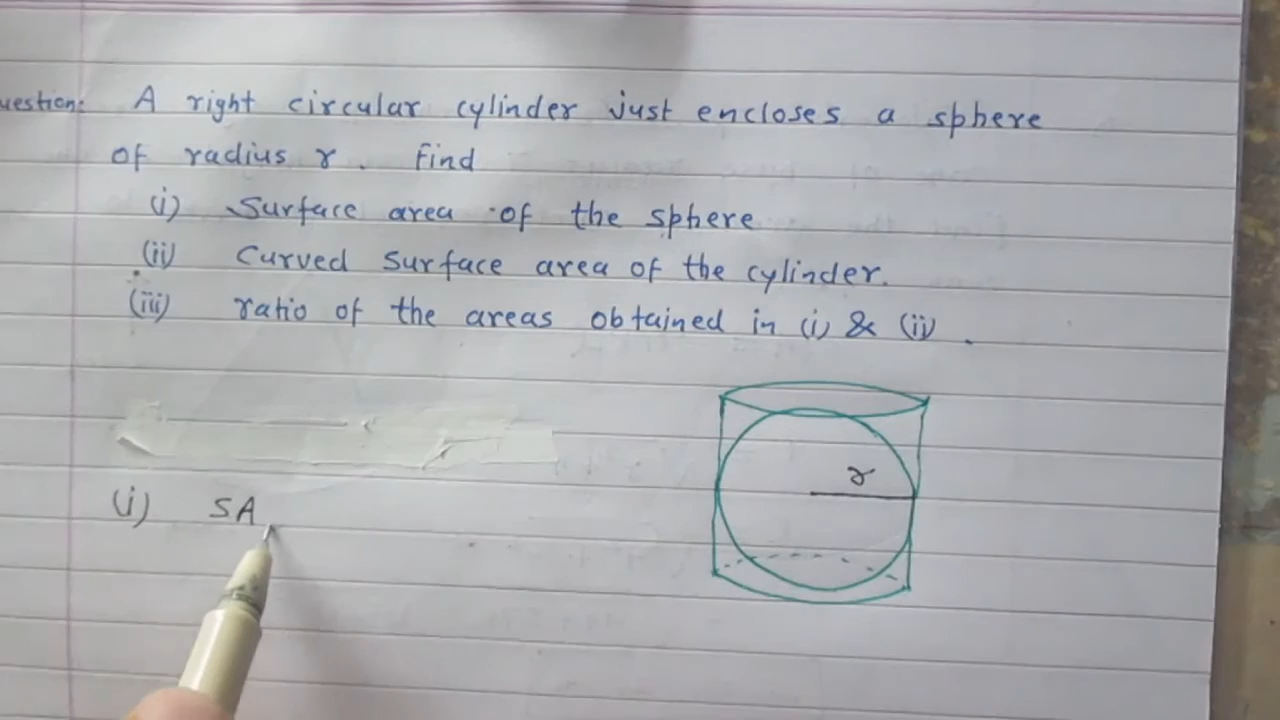 uestion: A right circular cylinder just encloses a sphere
of radius r. Find
(i) Surface area of the sphere
(ii) Curved surface area of the cylinder.
(iii) ratio of the areas obtained in (i) & (ii).
r
(i) SA